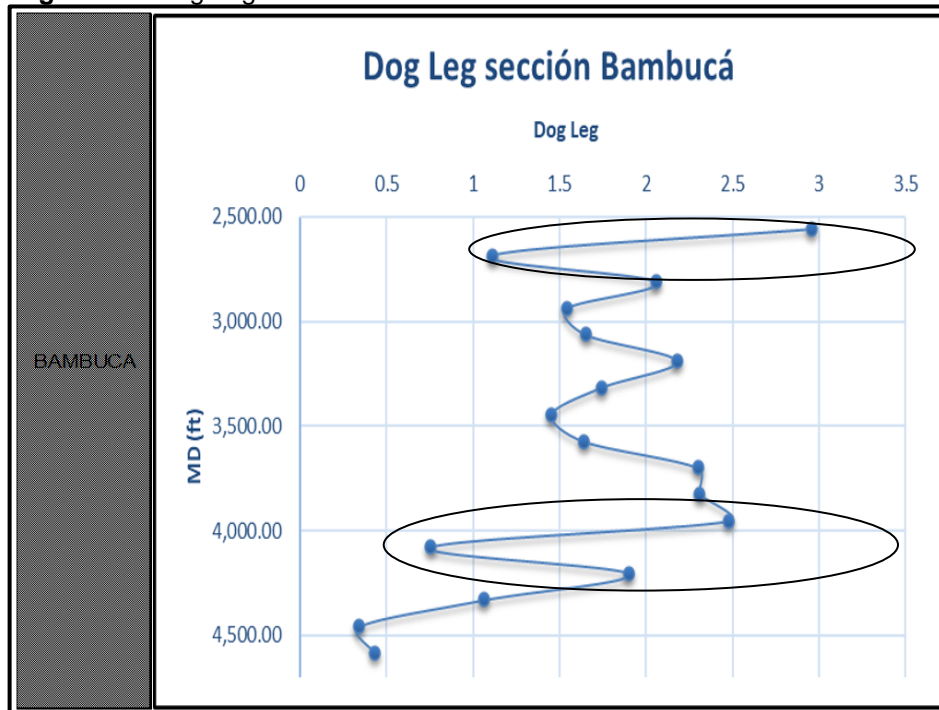 Dog Leg sección Bambucá
Dog Leg
0 0.5 1 1.5 2 2.5 3 3.5
2,500.00
3,000.00
BAMBUCA
3,500.00
MD (ft)
4,000.00
4,500.00